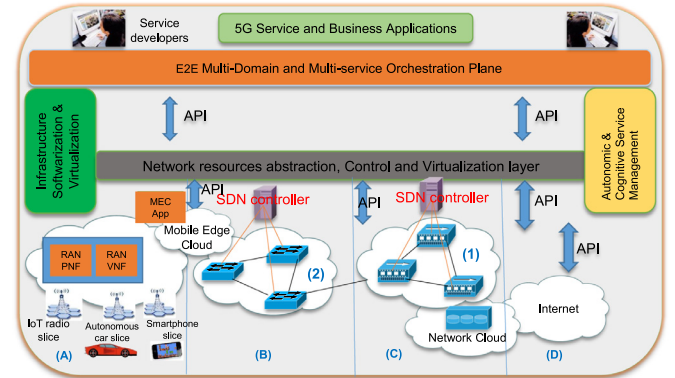 Service
developers
5G Service and Business Applications
E2E Multi-Domain and Multi-service Orchestration Plane
Infrastructure
Softwarization &
Virtualization
API
API
Autonomic &
Cognitive Service
Management
Network resources abstraction, Control and Virtualization layer
API
SDN controller
API
SDN controller
API
API
MEC
App
Mobile Edge
Cloud
RAN
PNF
RAN
VNF
(2)
(1)
IoT radio
slice
Autonomous
car slice
Smartphone
slice
Internet
Network Cloud
(A)
(B)
(C)
(D)